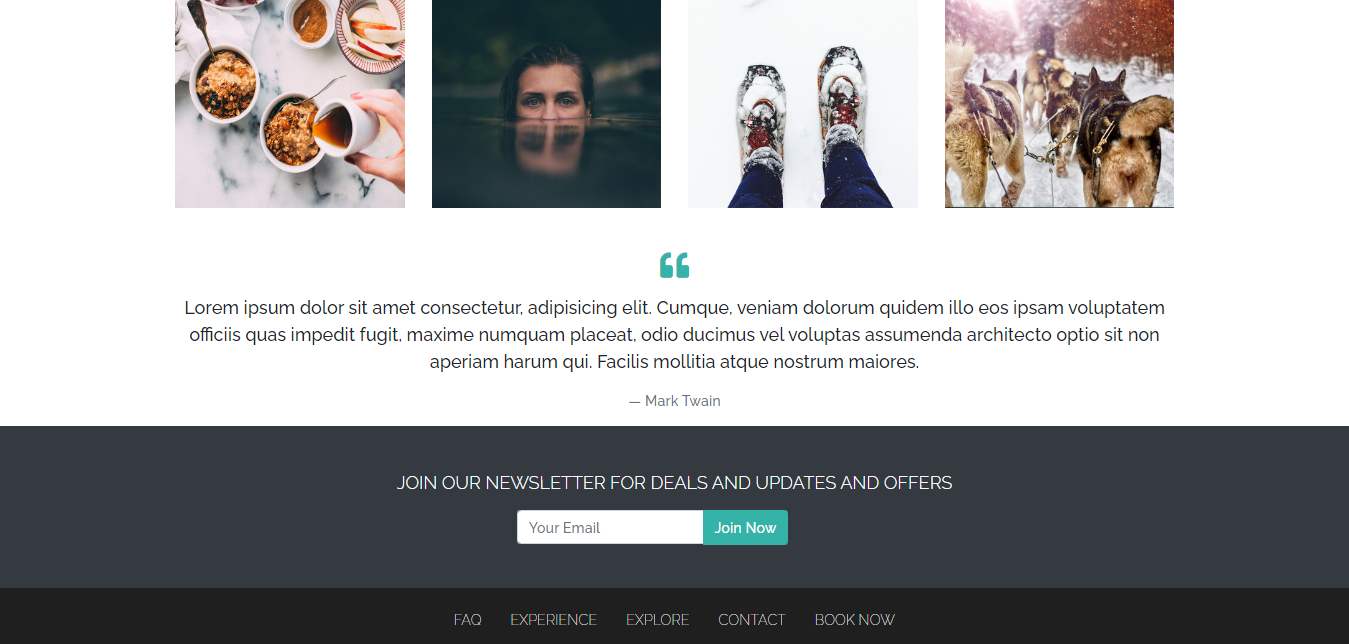 Lorem ipsum dolor sit amet consectetur, adipisicing elit. Cumque, veniam dolorum quidem illo eos ipsam voluptatem
officiis quas impedit fugit, maxime numquam placeat, odio ducimus vel voluptas assumenda architecto optio sit non
aperiam harum qui. Facilis mollitia atque nostrum maiores.
— Mark Twain
JOIN OUR NEWSLETTER FOR DEALS AND UPDATES AND OFFERS
Your Email Join Now
FAQ EXPERIENCE EXPLORE CONTACT BOOK NOW